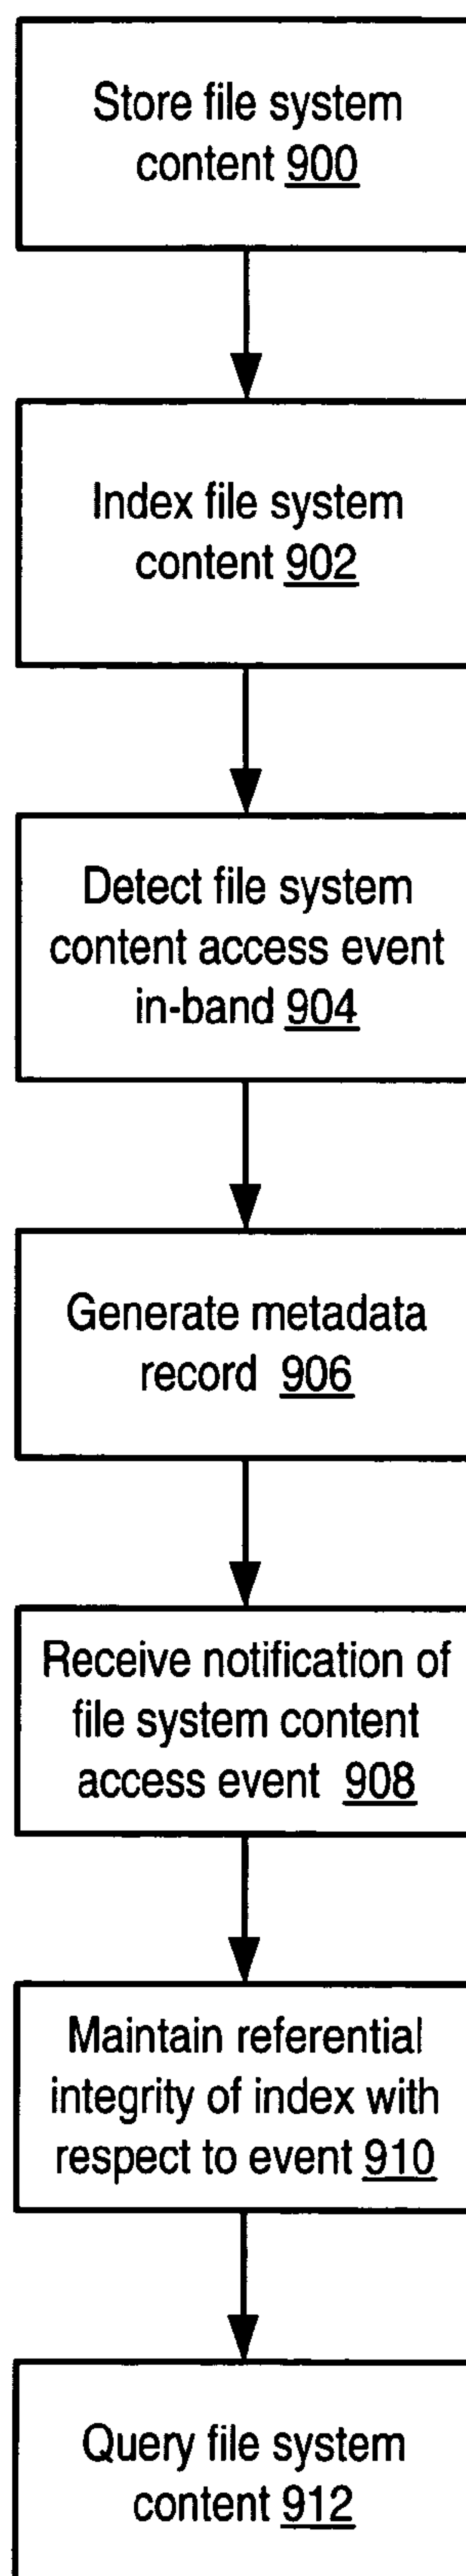 Store file system
content 900
Index file system
content 902
Detect file system
content access event
in-band 904
Generate metadata
record 906
Receive notification of
file system content
access event 908
Maintain referential
integrity of index with
respect to event 910
Query file system
content 912